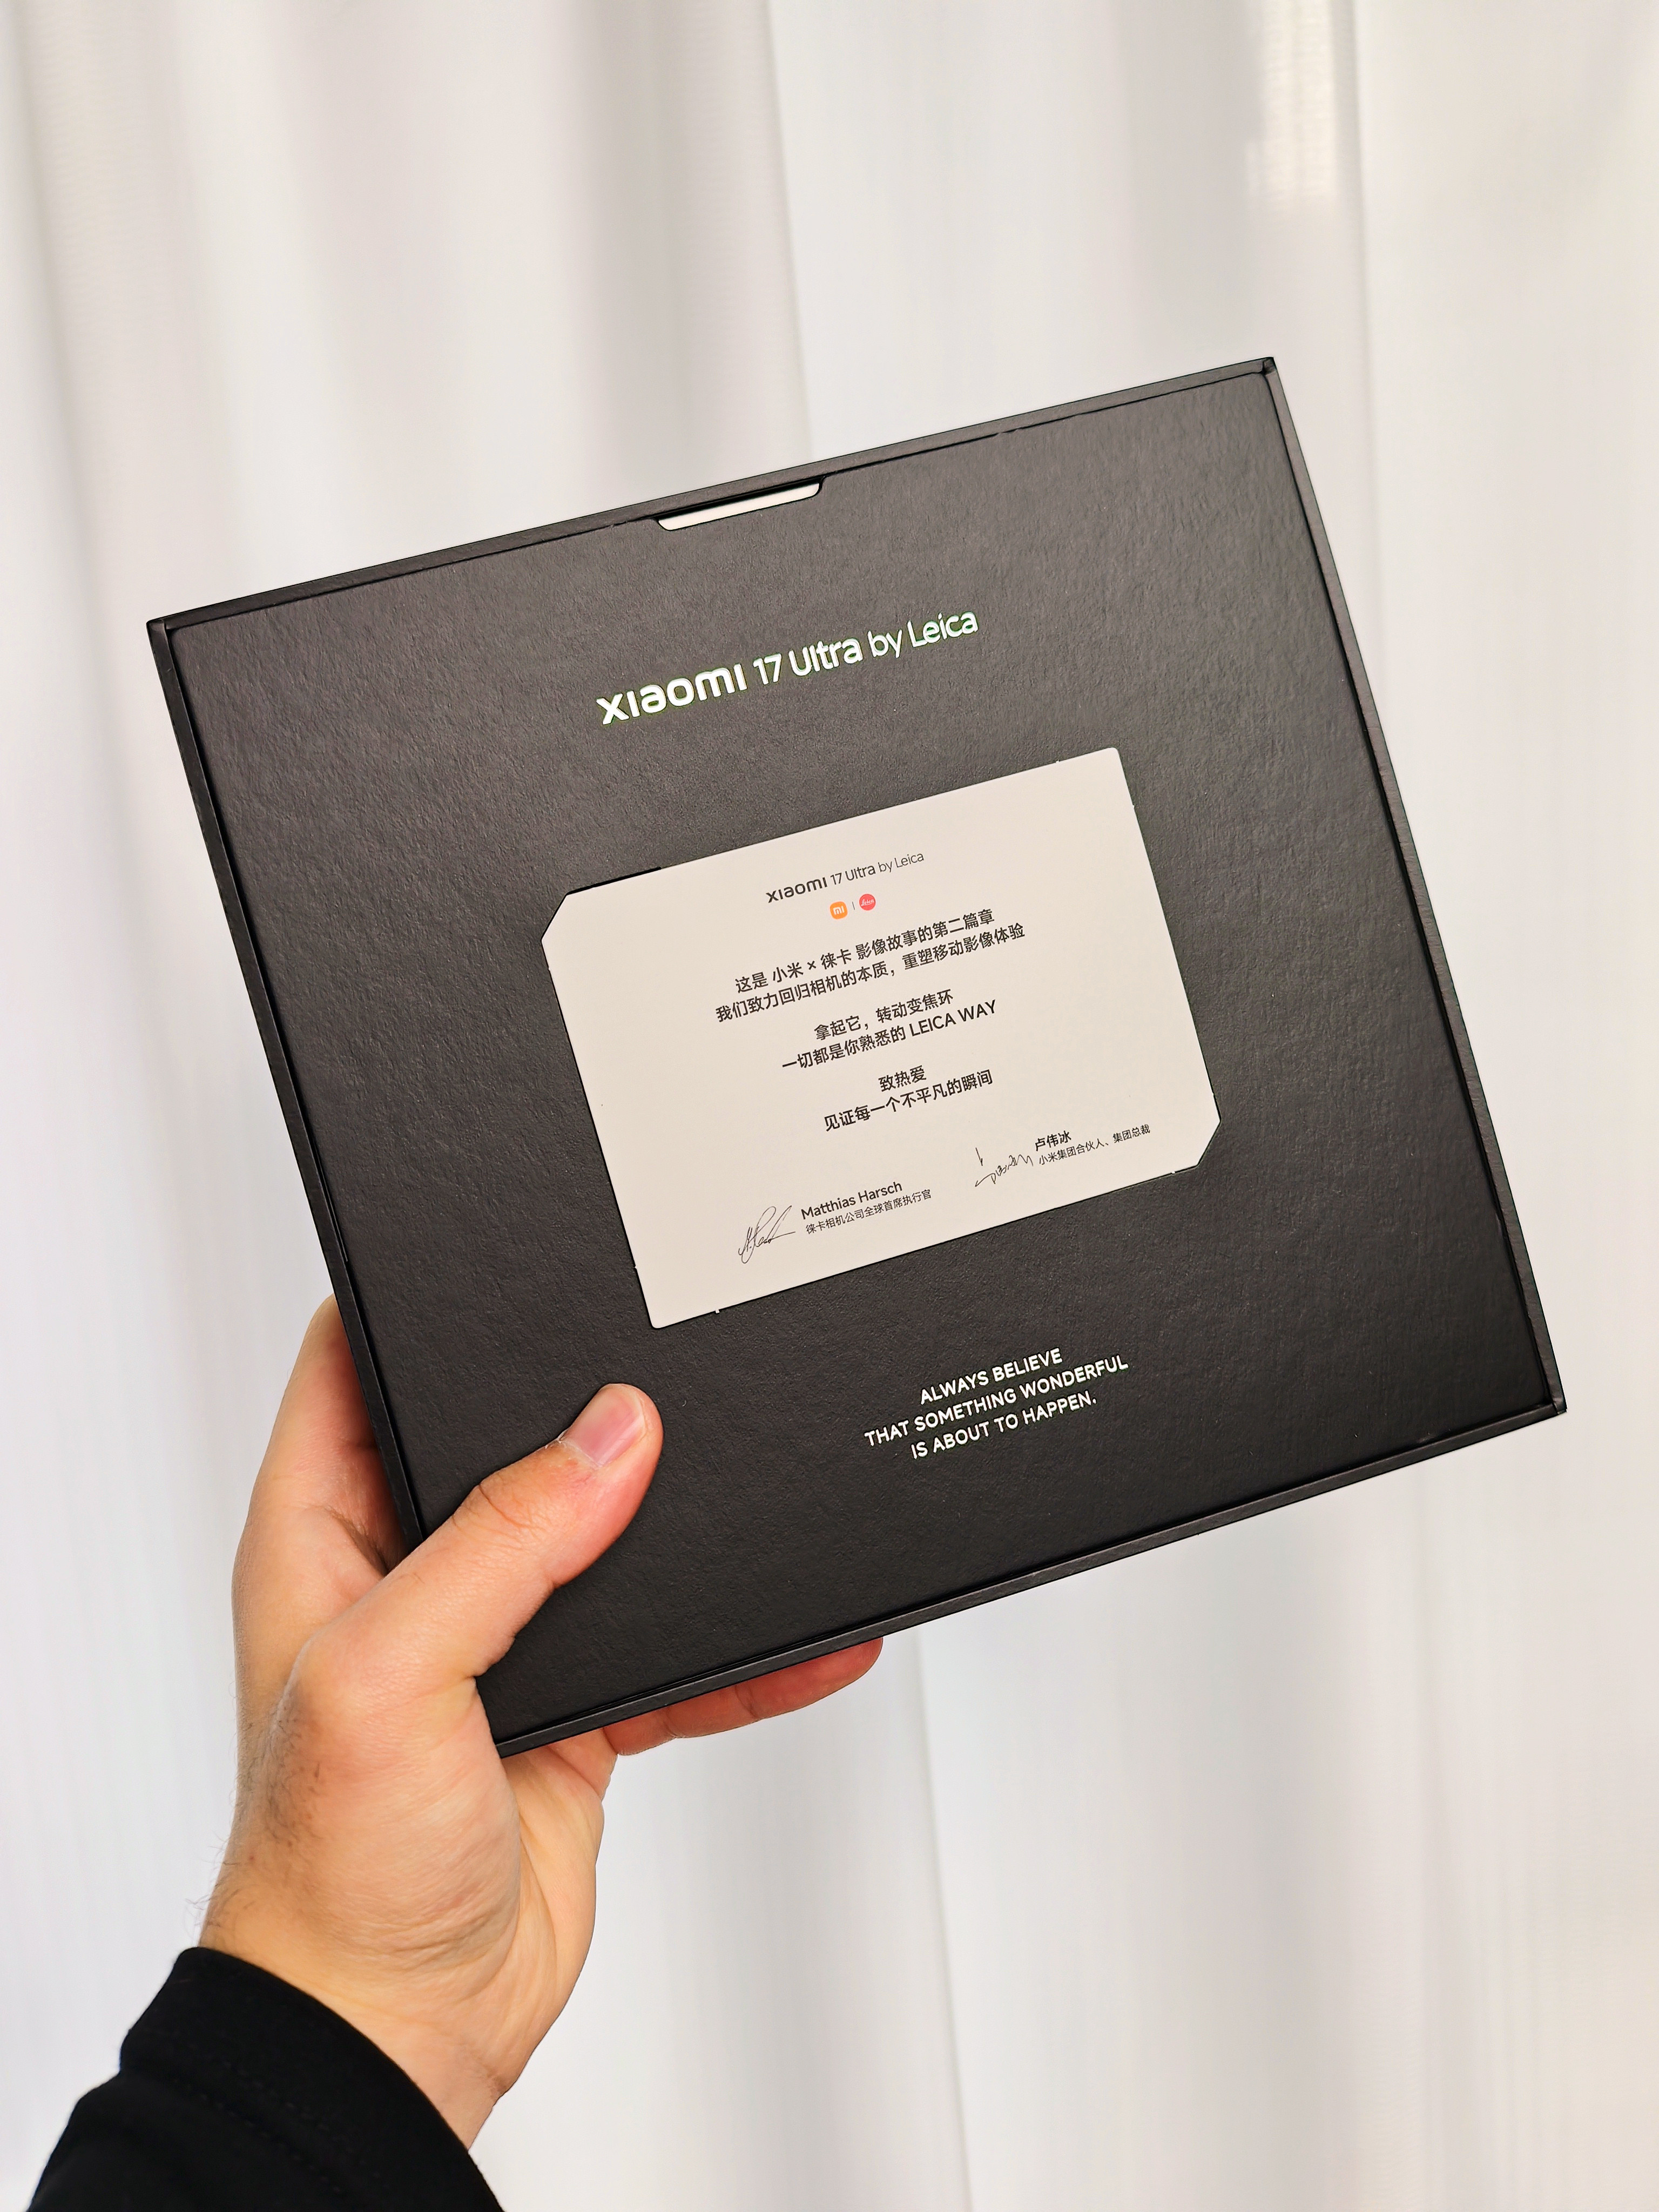 xiaomi 17 Ultra by Leica
xiaomi 17 Ultra by Leica
mi | Leica
这是 小米 × 徕卡 影像故事的第二篇章
我们致力回归相机的本质，重塑移动影像体验
拿起它，转动变焦环
一切都是你熟悉的 LEICA WAY
致热爱
见证每一个不平凡的瞬间
卢伟冰
小米集团合伙人、集团总裁
Matthias Harsch
徕卡相机公司全球首席执行官
ALWAYS BELIEVE
THAT SOMETHING WONDERFUL
IS ABOUT TO HAPPEN.